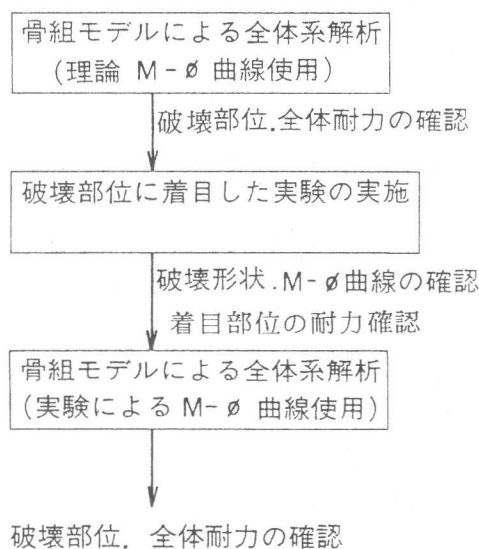 骨組モデルによる全体系解析
(理論 M-ø 曲線使用)
破壊部位.全体耐力の確認
破壊部位に着目した実験の実施
破壊形状.M-ø曲線の確認
着目部位の耐力確認
骨組モデルによる全体系解析
(実験による M-ø 曲線使用)
破壊部位. 全体耐力の確認